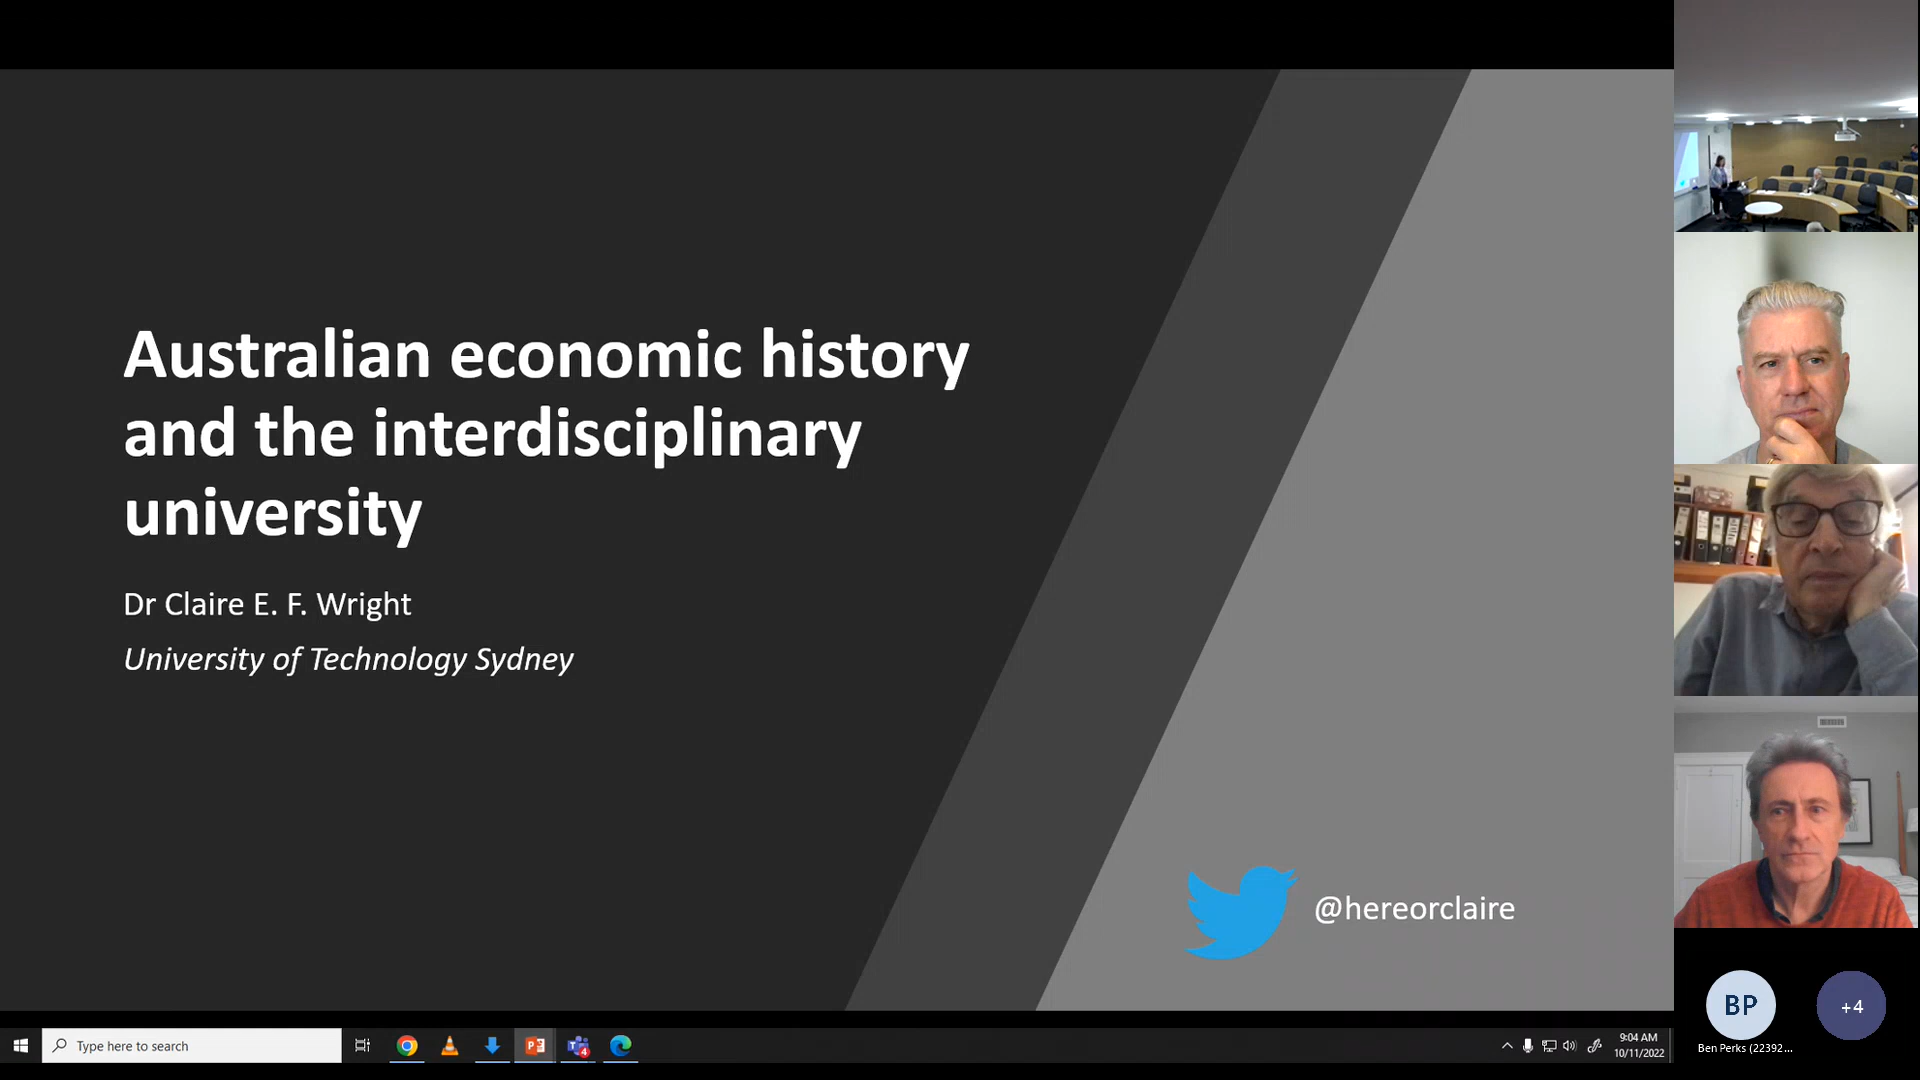 Australian economic history
and the interdisciplinary
university
Dr Claire E. F. Wright
University of Technology Sydney
@hereorclaire
BP
+4
Ben Perks (22392...
Type here to search
4
9:04 AM
10/11/2022